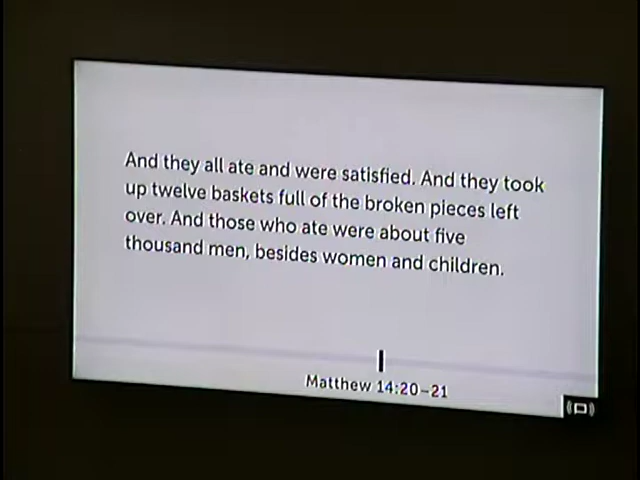 And they all ate and were satisfied. And they took
up twelve baskets full of the broken pieces left
over. And those who ate were about five
thousand men, besides women and children.
Matthew 14:20–21